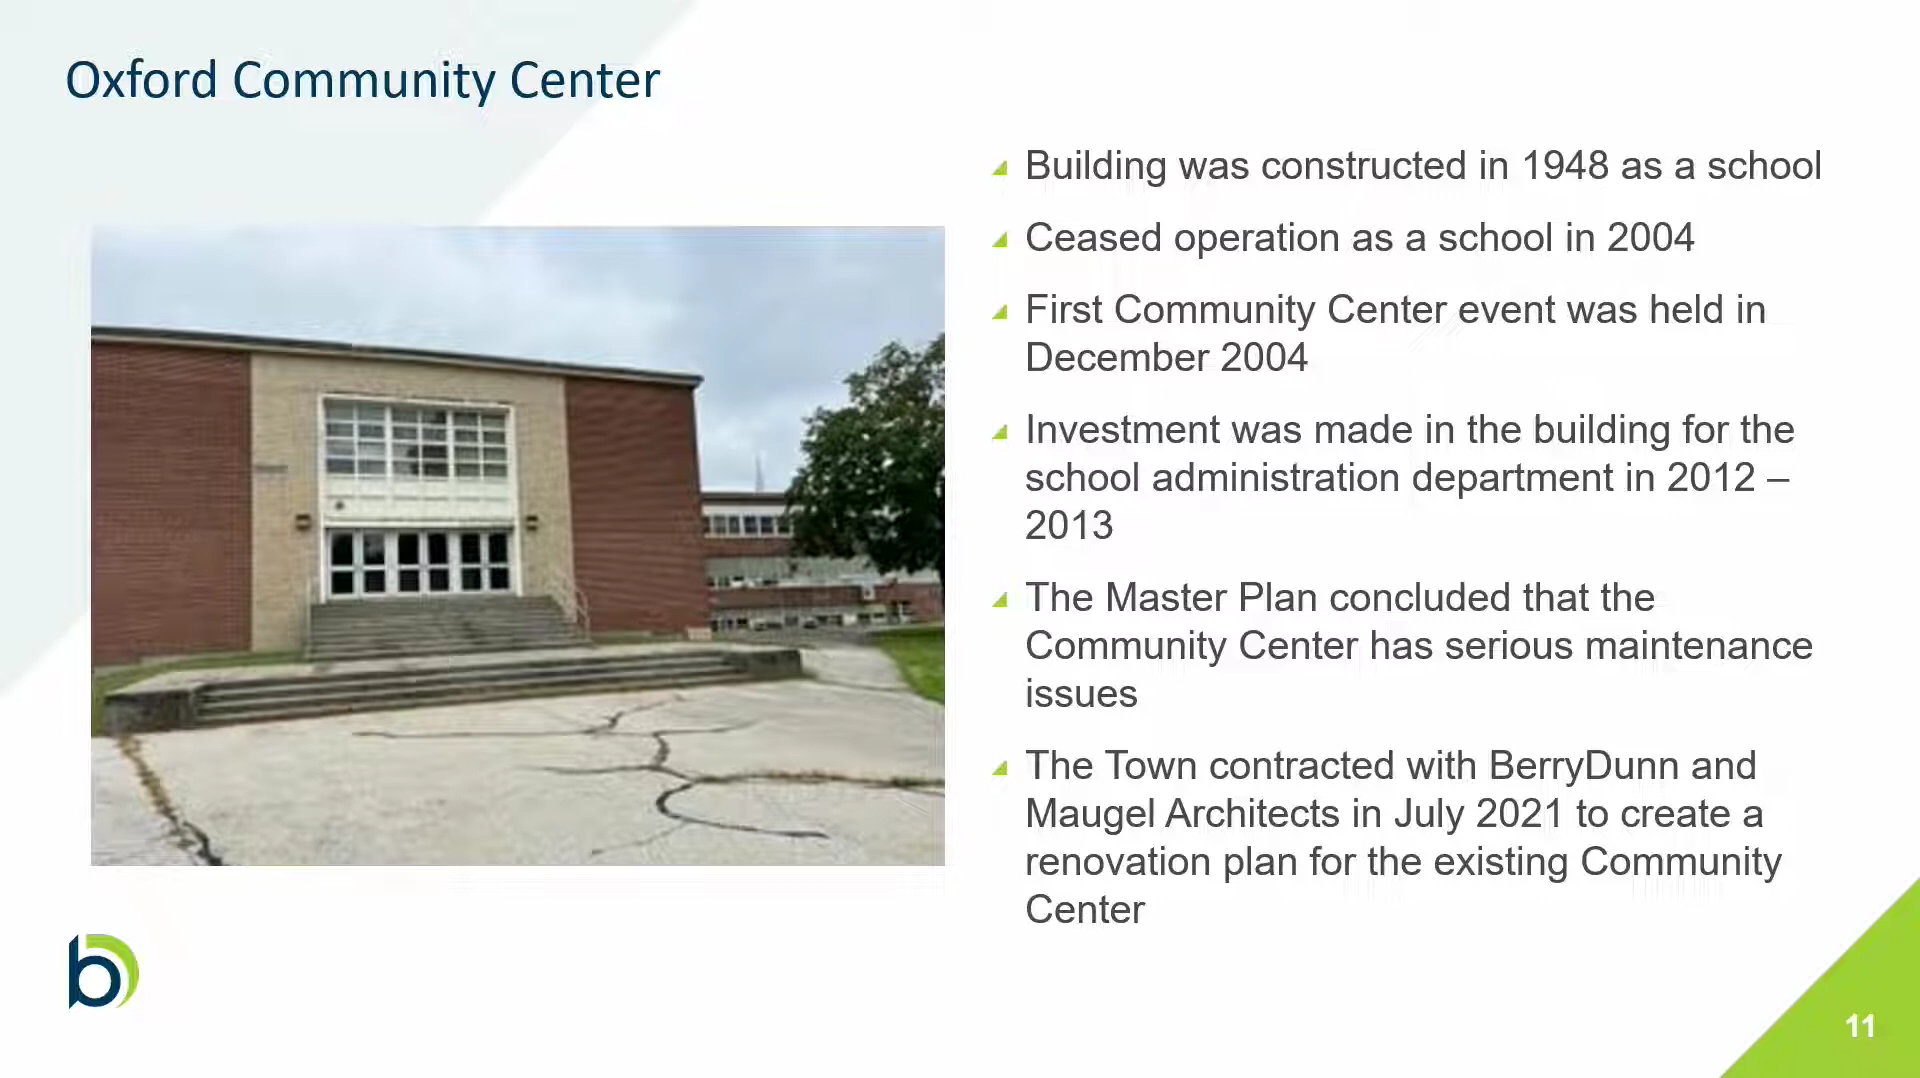 Oxford Community Center
Building was constructed in 1948 as a school
Ceased operation as a school in 2004
First Community Center event was held in
December 2004
Investment was made in the building for the
school administration department in 2012 –
2013
The Master Plan concluded that the
Community Center has serious maintenance
issues
The Town contracted with BerryDunn and
Maugel Architects in July 2021 to create a
renovation plan for the existing Community
Center
b
11